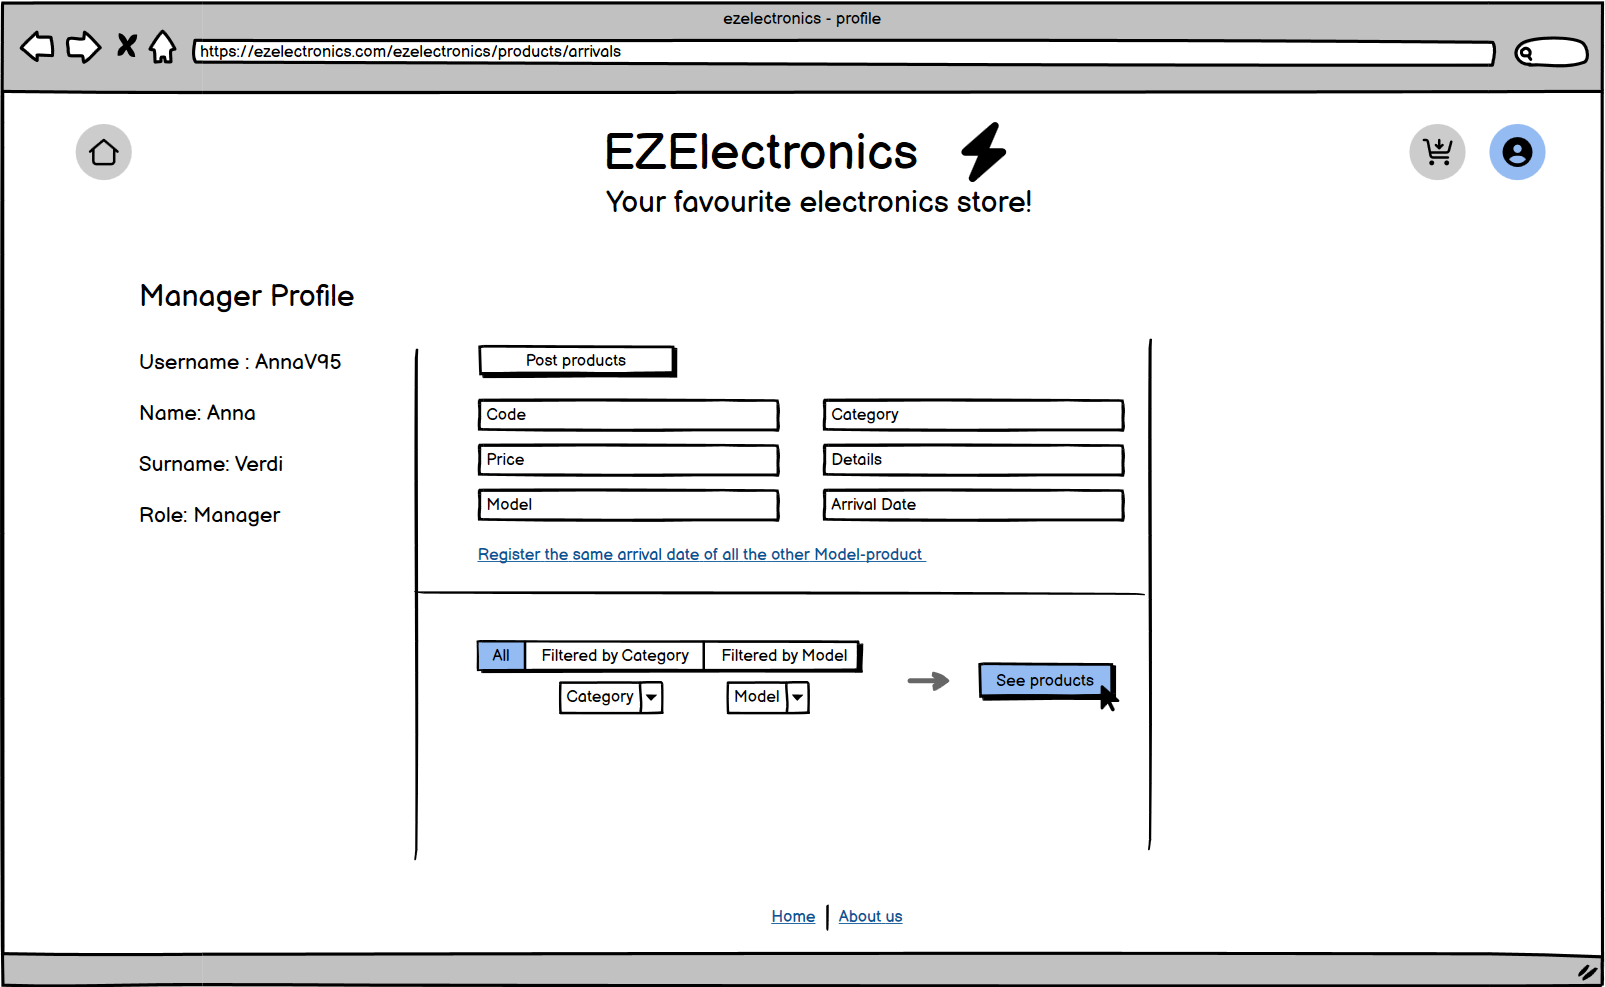 ezelectronics - profile
https://ezelectronics.com/ezelectronics/products/arrivals
EZElectronics
Your favourite electronics store!
Manager Profile
Username : AnnaV95
Name: Anna
Surname: Verdi
Role: Manager
Post products
Code
Category
Price
Details
Model
Arrival Date
Register the same arrival date of all the other Model-product
All
Filtered by Category
Filtered by Model
Category
Model
See products
Home
About us